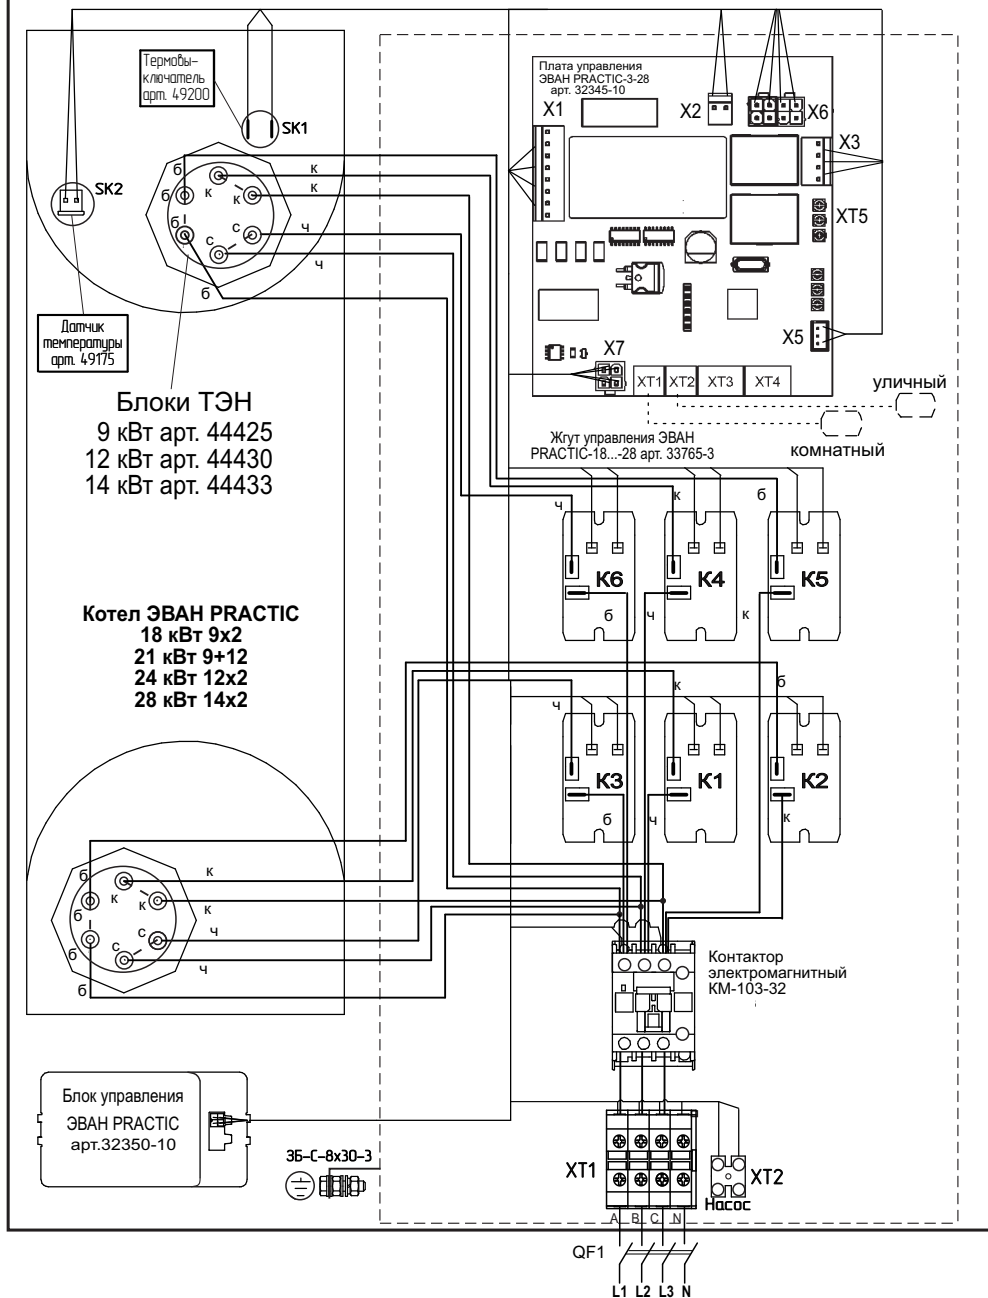 Термовы-
ключатель
арт. 49200
SK1
SK2
б
к
к
к
к
б
б
с
с
ч
ч
б
б
Датчик
температуры
арт. 49175
Блоки ТЭН
9 кВт арт. 44425
12 кВт арт. 44430
14 кВт арт. 44433
Котел ЭВАН PRACTIC
18 кВт 9х2
21 кВт 9+12
24 кВт 12х2
28 кВт 14х2
Плата управления
ЭВАН PRACTIC-3-28
арт. 32345-10
X1
X2
X6
X3
XT5
X5
X7
XT1
XT2
XT3
XT4
уличный
комнатный
Жгут управления ЭВАН
PRACTIC-18...-28 арт. 33765-3
ч
к
б
K6
K4
K5
б
ч
к
ч
к
б
K3
K1
K2
б
ч
к
б
к
к
к
к
б
б
с
с
ч
ч
б
б
Контактор
электромагнитный
КМ-103-32
Блок управления
ЭВАН PRACTIC
арт.32350-10
ЗБ-С-8х30-3
XT1
XT2
Насос
A
B
C
N
QF1
L1 L2 L3 N